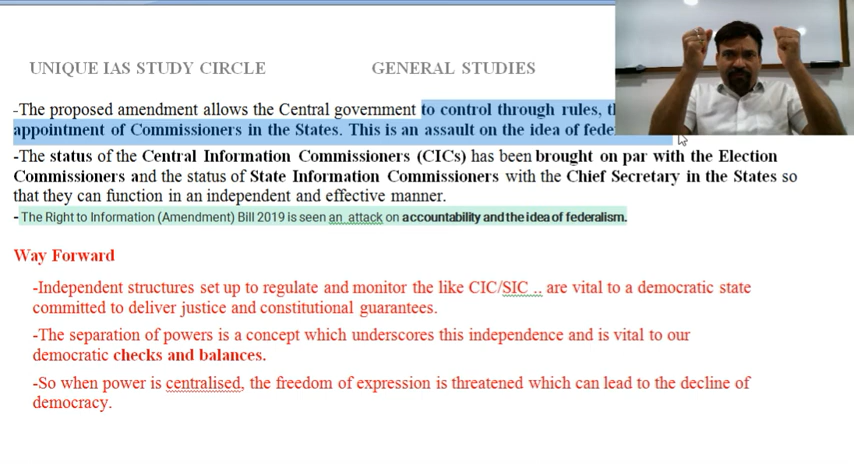 UNIQUE IAS STUDY CIRCLE GENERAL STUDIES
-The proposed amendment allows the Central government to control through rules,
appointment of Commissioners in the States. This is an assault on the idea of
-The status of the Central Information Commissioners (CICs) has been brought on par with the Election
Commissioners and the status of State Information Commissioners with the Chief Secretary in the States so
that they can function in an independent and effective manner.
- The Right to Information (Amendment) Bill 2019 is seen an attack on accountability and the idea of federalism.
Way Forward
-Independent structures set up to regulate and monitor the like CIC/SIC .. are vital to a democratic state
committed to deliver justice and constitutional guarantees.
-The separation of powers is a concept which underscores this independence and is vital to our
democratic checks and balances.
-So when power is centralised, the freedom of expression is threatened which can lead to the decline of
democracy.